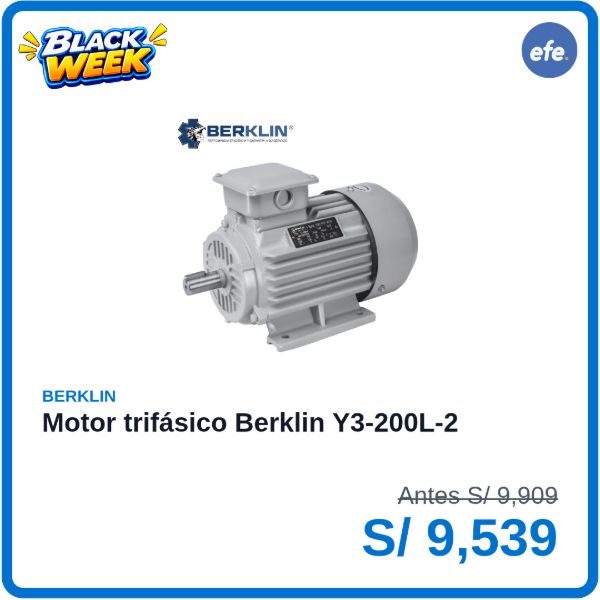 BLACK
WEEK
efe.
BERKLIN®
BERKLIN
Motor trifásico Berklin Y3-200L-2
Antes S/ 9,909
S/ 9,539